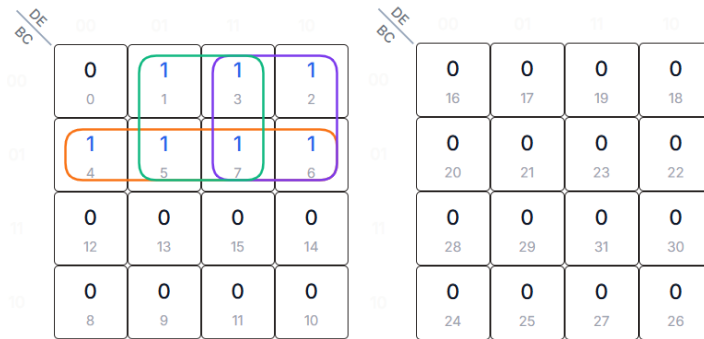 DE 00 01 11 10 DE 00 01 11 10
BC BC
00 0 1 1 1 00 0 0 0 0
0 1 3 2 16 17 19 18
01 1 1 1 1 01 0 0 0 0
4 5 7 6 20 21 23 22
11 0 0 0 0 11 0 0 0 0
12 13 15 14 28 29 31 30
10 0 0 0 0 10 0 0 0 0
8 9 11 10 24 25 27 26